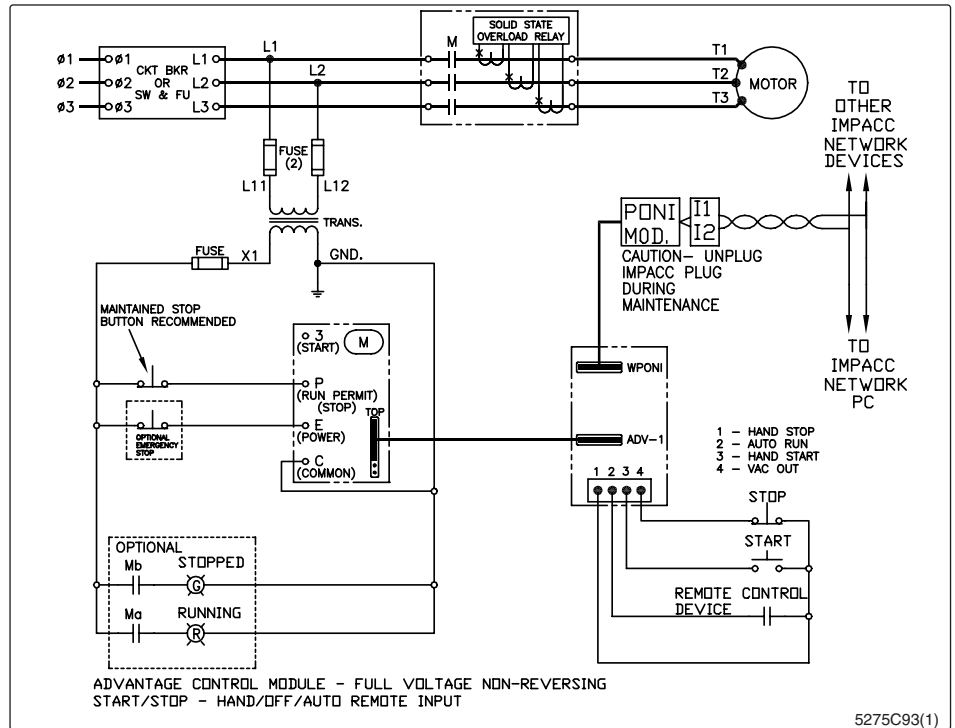 SOLID STATE
OVERLOAD RELAY
L1
M
T1
ø1
ø1
L1
CKT BKR
L2
T2
ø2
ø2
OR
L2
MOTOR
SW & FU
ø3
ø3
L3
T3
TO
OTHER
IMPACC
NETWORK
DEVICES
FUSE
(2)
L11
L12
TRANS.
PONI
MOD.
I1
I2
FUSE
X1
GND.
CAUTION- UNPLUG
IMPACC PLUG
DURING
MAINTENANCE
MAINTAINED STOP
BUTTON RECOMMENDED
3
(START)
M
TO
IMPACC
NETWORK
PC
WPONI
P
(RUN PERMIT)
(STOP)
TOP
E
(POWER)
OPTIONAL
EMERGENCY
STOP
ADV-1
1 - HAND STOP
2 - AUTO RUN
3 - HAND START
4 - VAC OUT
C
(COMMON)
1 2 3 4
STOP
START
OPTIONAL
Mb
STOPPED
G
REMOTE CONTROL
DEVICE
Ma
RUNNING
R
ADVANTAGE CONTROL MODULE - FULL VOLTAGE NON-REVERSING
START/STOP - HAND/OFF/AUTO REMOTE INPUT
5275C93(1)